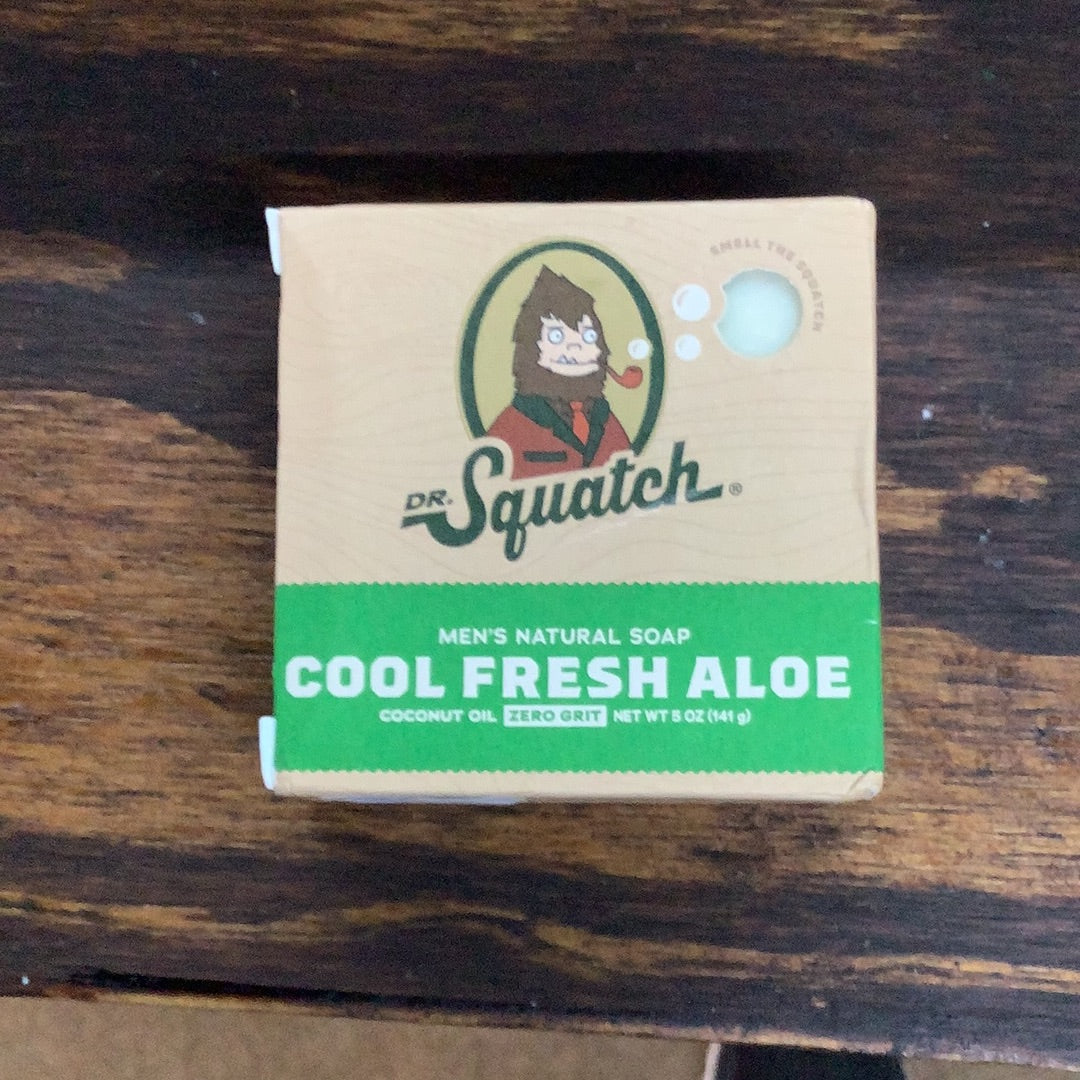 SMELL THE SQUATCH
DR. Squatch®
MEN'S NATURAL SOAP
COOL FRESH ALOE
COCONUT OIL ZERO GRIT NET WT 5 OZ (141 g)